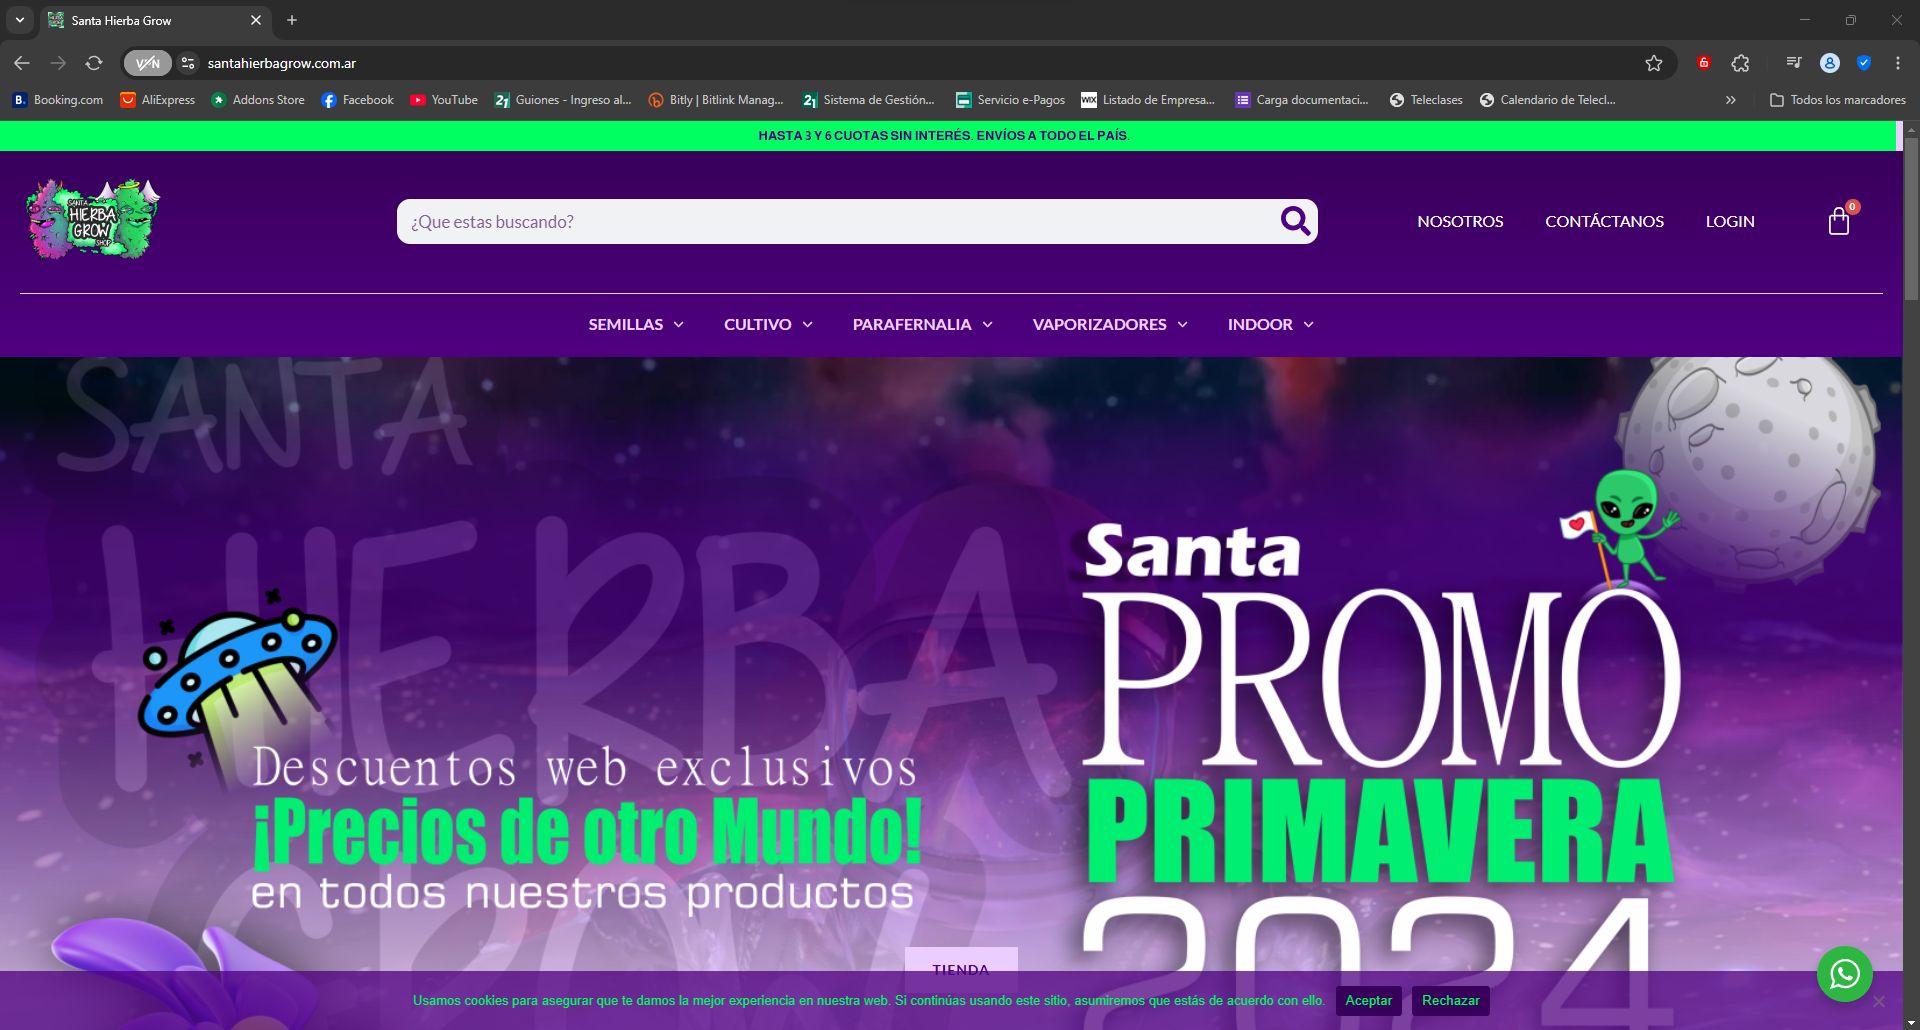 Santa Hierba Grow
VPN
santahierbagrow.com.ar
Booking.com
AliExpress
Addons Store
Facebook
YouTube
Guiones - Ingreso al...
Bitly | Bitlink Manag...
Sistema de Gestión...
Servicio e-Pagos
Listado de Empresa...
Carga documentaci...
Teleclases
Calendario de Telecl...
Todos los marcadores
HASTA 3 Y 6 CUOTAS SIN INTERÉS. ENVÍOS A TODO EL PAÍS.
SANTA
HIERBA
GROW
SHOP
¿Que estas buscando?
NOSOTROS
CONTÁCTANOS
LOGIN
0
SEMILLAS
CULTIVO
PARAFERNALIA
VAPORIZADORES
INDOOR
SANTA
HIERBA
GROW
Descuentos web exclusivos
¡Precios de otro Mundo!
en todos nuestros productos
Santa
PROMO
PRIMAVERA
2024
TIENDA
Usamos cookies para asegurar que te damos la mejor experiencia en nuestra web. Si continúas usando este sitio, asumiremos que estás de acuerdo con ello.
Aceptar
Rechazar